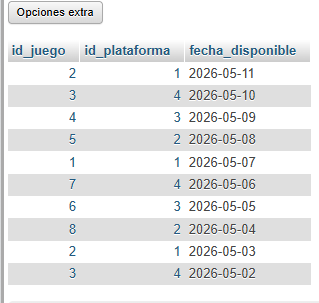 Opciones extra
id_juego id_plataforma fecha_disponible
2 1 2026-05-11
3 4 2026-05-10
4 3 2026-05-09
5 2 2026-05-08
1 1 2026-05-07
7 4 2026-05-06
6 3 2026-05-05
8 2 2026-05-04
2 1 2026-05-03
3 4 2026-05-02